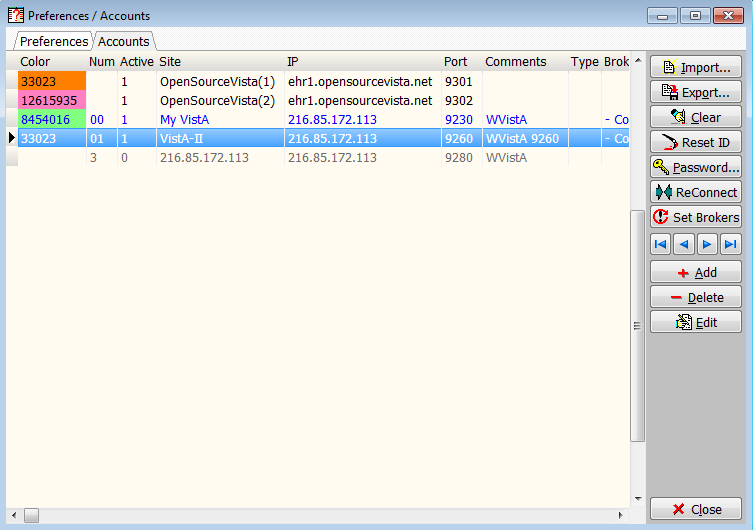 Preferences / Accounts
Preferences Accounts
Color Num Active Site IP Port Comments Type Brok
33023 1 OpenSourceVista(1) ehr1.opensourcevista.net 9301
12615935 1 OpenSourceVista(2) ehr1.opensourcevista.net 9302
8454016 00 1 My VistA 216.85.172.113 9230 WVistA - Co
33023 01 1 VistA-II 216.85.172.113 9260 WVistA 9260 - Co
3 0 216.85.172.113 216.85.172.113 9280 WVistA
Import...
Export...
Clear
Reset ID
Password...
ReConnect
Set Brokers
Add
Delete
Edit
Close